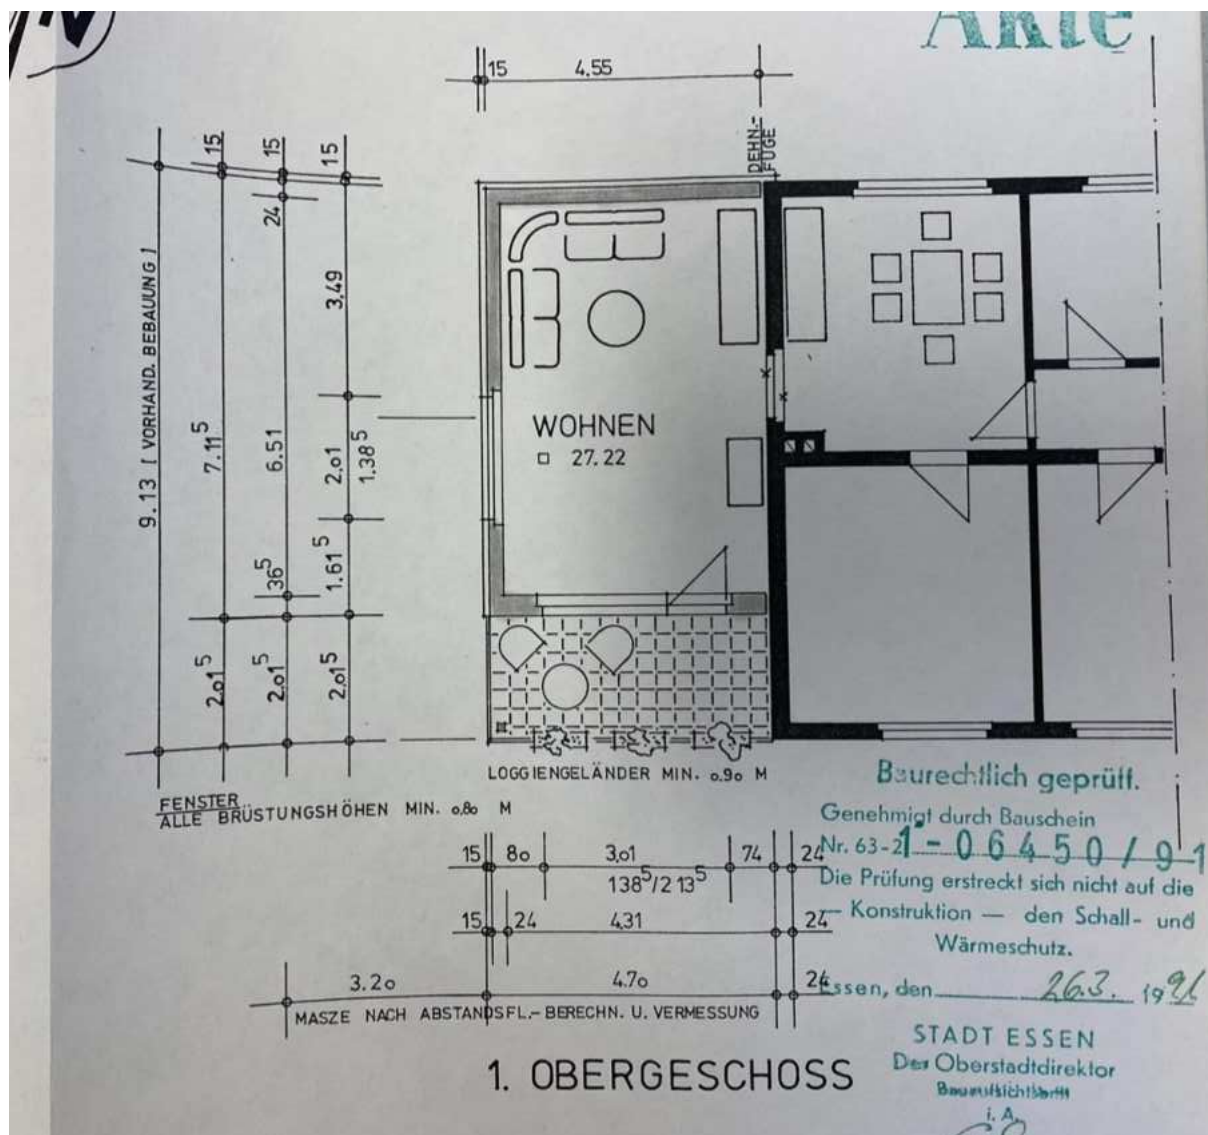 Akte
15 4.55
DEHN.-
FUGE
15
15
15
24
9.13 [ VORHAND. BEBAUUNG ]
7.11⁵
6.51
3.49
2.01
1.38⁵
36⁵
1.61⁵
2.01⁵
2.01⁵
2.01⁵
WOHNEN
□ 27.22
LOGGIENGELÄNDER MIN. 0.90 M
FENSTER
ALLE BRÜSTUNGSHÖHEN MIN. 0.80 M
15 80 3.01 74 24
138⁵/2 13⁵
15 24 4.31 24
3.20 4.70 24
MASZE NACH ABSTANDSFL.- BERECHN. U. VERMESSUNG
1. OBERGESCHOSS
Baurechtlich geprüft.
Genehmigt durch Bauschein
Nr. 63-21-06450/91
Die Prüfung erstreckt sich nicht auf die
— Konstruktion — den Schall- und
Wärmeschutz.
Essen, den 26.3. 19
STADT ESSEN
Der Oberstadtdirektor
Bauaufsichtsamt
i. A.